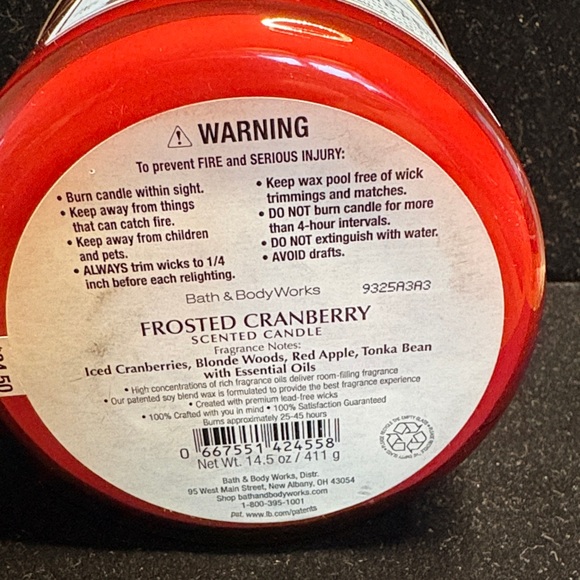 WARNING
To prevent FIRE and SERIOUS INJURY:
• Burn candle within sight.
• Keep away from things
that can catch fire.
• Keep away from children
and pets.
• ALWAYS trim wicks to 1/4
inch before each relighting.
• Keep wax pool free of wick
trimmings and matches.
• DO NOT burn candle for more
than 4-hour intervals.
• DO NOT extinguish with water.
• AVOID drafts.
Bath & Body Works
9325A3A3
FROSTED CRANBERRY
SCENTED CANDLE
Fragrance Notes:
Iced Cranberries, Blonde Woods, Red Apple, Tonka Bean
with Essential Oils
• High concentrations of rich fragrance oils deliver room-filling fragrance
• Our patented soy blend wax is formulated to provide the best fragrance experience
• Created with premium lead-free wicks
• 100% Crafted with you in mind • 100% Satisfaction Guaranteed
Burns approximately 25-45 hours
0 667551 424558
Net Wt. 14.5 oz / 411 g
Bath & Body Works, Distr.
95 West Main Street, New Albany, OH 43054
Shop bathandbodyworks.com
1-800-395-1001
pat. www.lb.com/patents